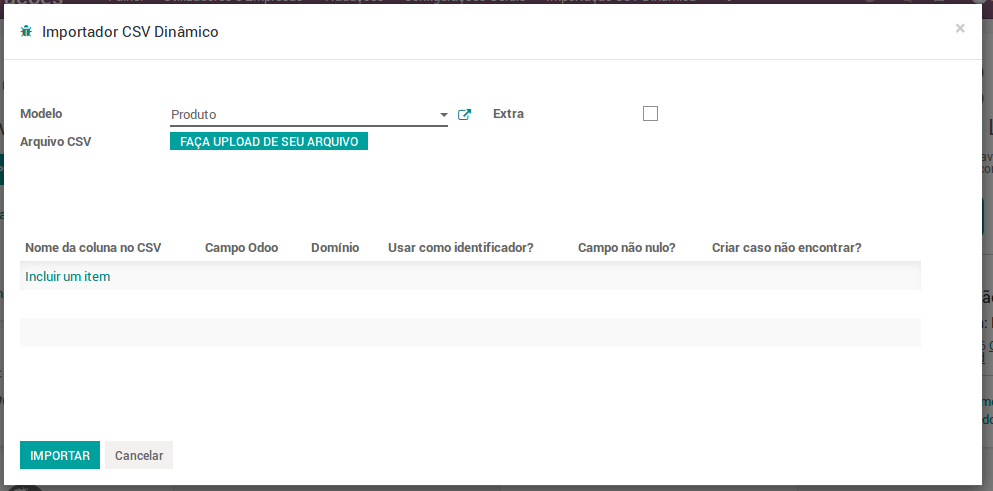 Importador CSV Dinâmico
×
Modelo Produto Extra
Arquivo CSV FAÇA UPLOAD DE SEU ARQUIVO
Nome da coluna no CSV Campo Odoo Domínio Usar como identificador? Campo não nulo? Criar caso não encontrar?
Incluir um item
IMPORTAR Cancelar